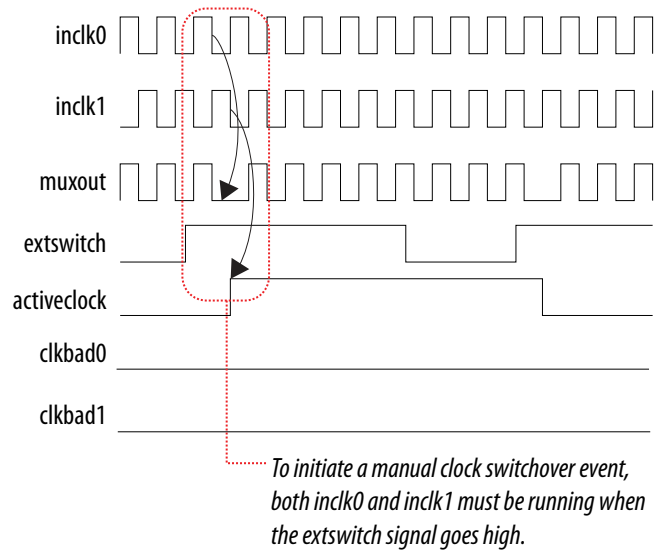 inclk0
inclk1
muxout
extswitch
activeclock
clkbad0
clkbad1
To initiate a manual clock switchover event,
both inclk0 and inclk1 must be running when
the extswitch signal goes high.